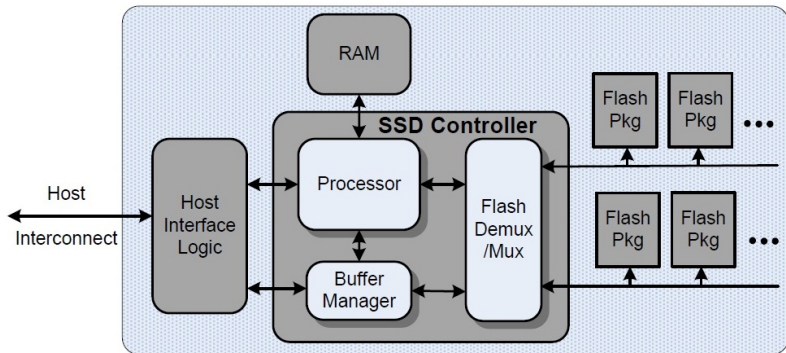 RAM
SSD Controller
Flash
Pkg
Flash
Pkg
•••
Host
Interconnect
Host
Interface
Logic
Processor
Flash
Demux
/Mux
Buffer
Manager
Flash
Pkg
Flash
Pkg
•••